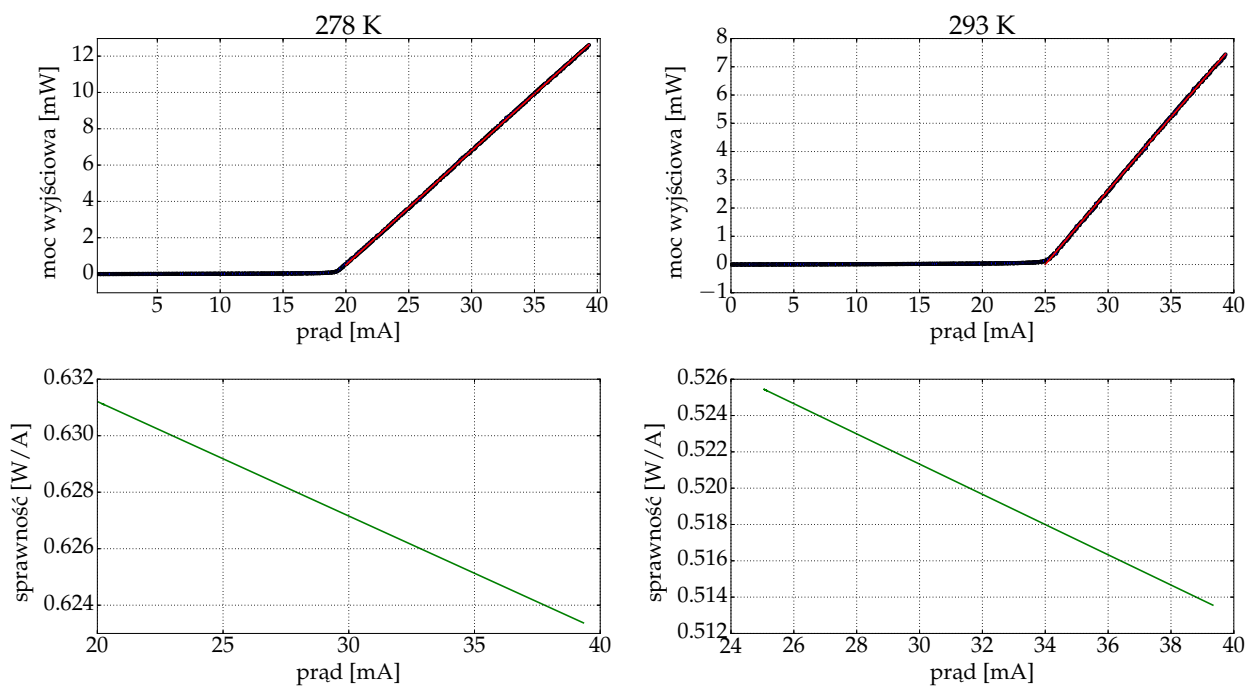 278 K
12
10
8
6
4
2
0
moc wyjściowa [mW]
5 10 15 20 25 30 35 40
prąd [mA]
293 K
8
7
6
5
4
3
2
1
0
−1
moc wyjściowa [mW]
0 5 10 15 20 25 30 35 40
prąd [mA]
0.632
0.630
0.628
0.626
0.624
sprawność [W/A]
20 25 30 35 40
prąd [mA]
0.526
0.524
0.522
0.520
0.518
0.516
0.514
0.512
sprawność [W/A]
24 26 28 30 32 34 36 38 40
prąd [mA]